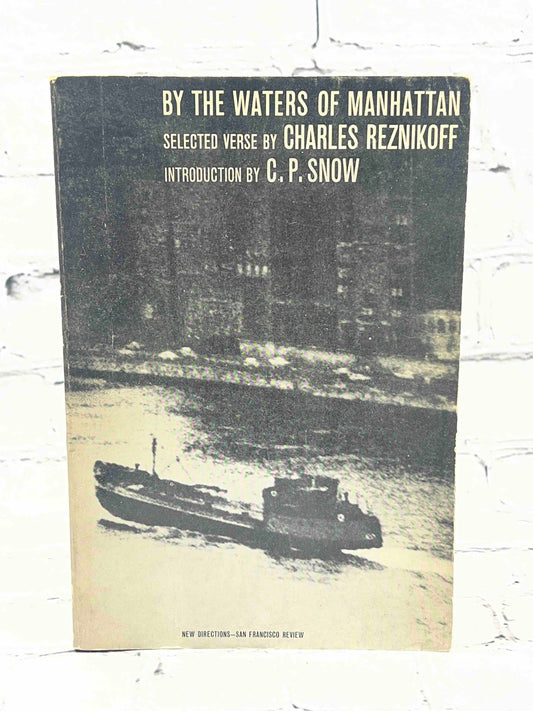 BY THE WATERS OF MANHATTAN
SELECTED VERSE BY CHARLES REZNIKOFF
INTRODUCTION BY C. P. SNOW
NEW DIRECTIONS—SAN FRANCISCO REVIEW